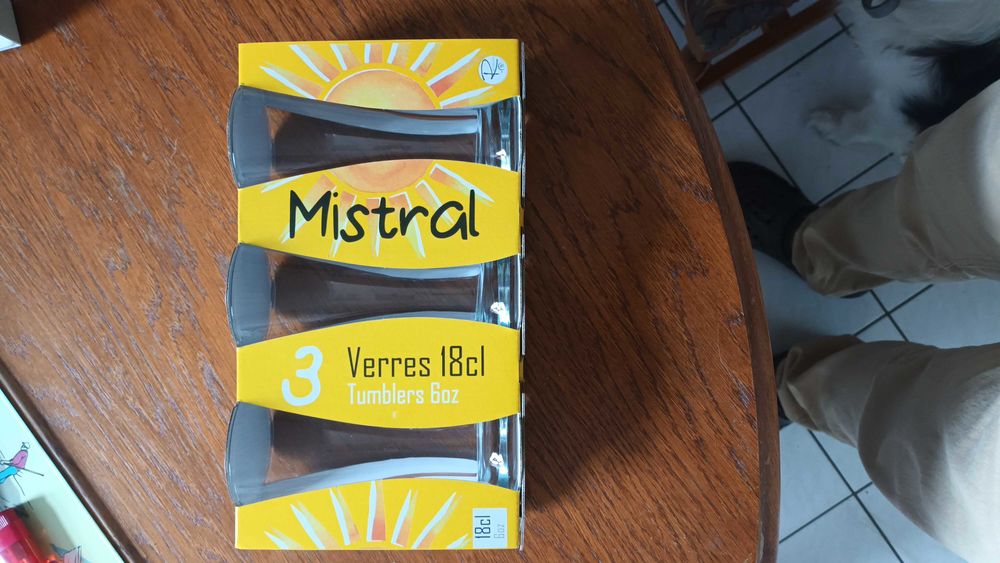 Mistral
3
Verres 18cl
Tumblers 6oz
18cl
6oz